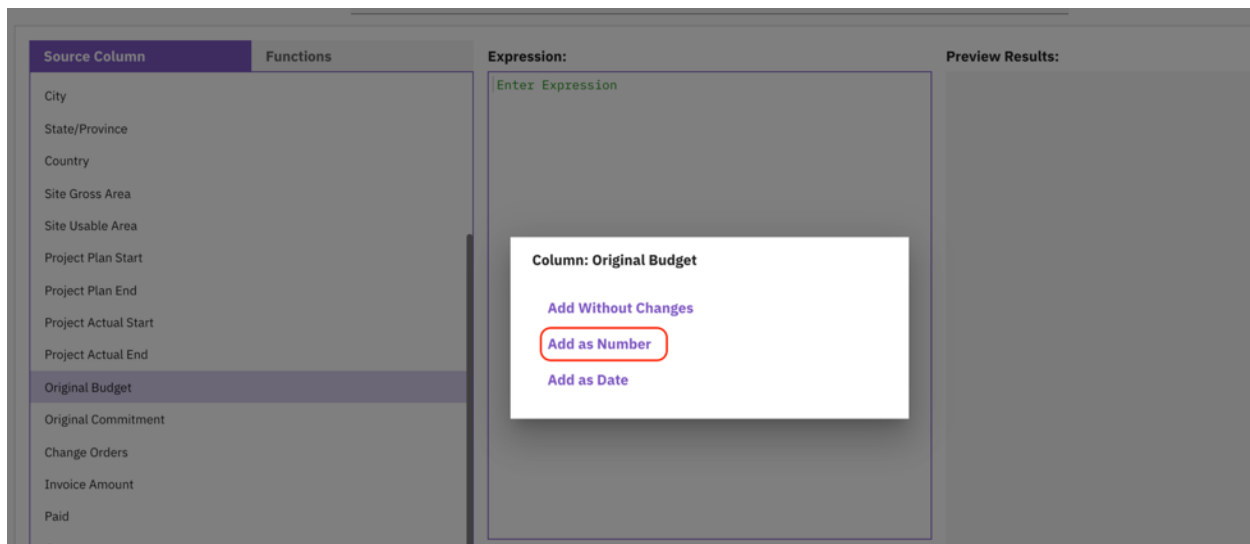 Source Column
Functions
Expression:
Preview Results:
City
State/Province
Country
Site Gross Area
Site Usable Area
Project Plan Start
Project Plan End
Project Actual Start
Project Actual End
Original Budget
Original Commitment
Change Orders
Invoice Amount
Paid
Enter Expression
Column: Original Budget
Add Without Changes
Add as Number
Add as Date